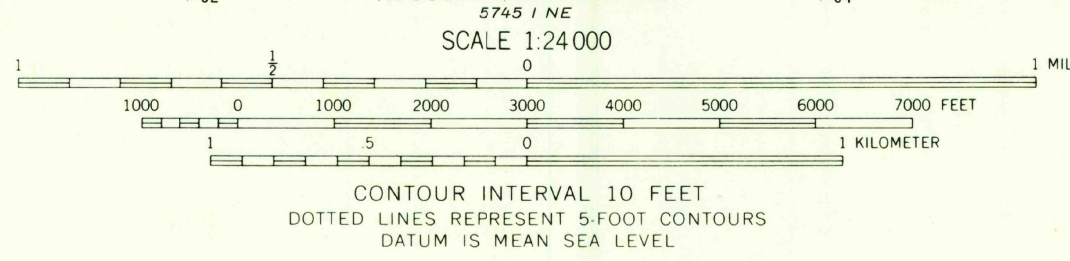 5745 I NE
SCALE 1:24 000
1 1/2 0 1 MIL
1000 0 1000 2000 3000 4000 5000 6000 7000 FEET
1 .5 0 1 KILOMETER
CONTOUR INTERVAL 10 FEET
DOTTED LINES REPRESENT 5-FOOT CONTOURS
DATUM IS MEAN SEA LEVEL